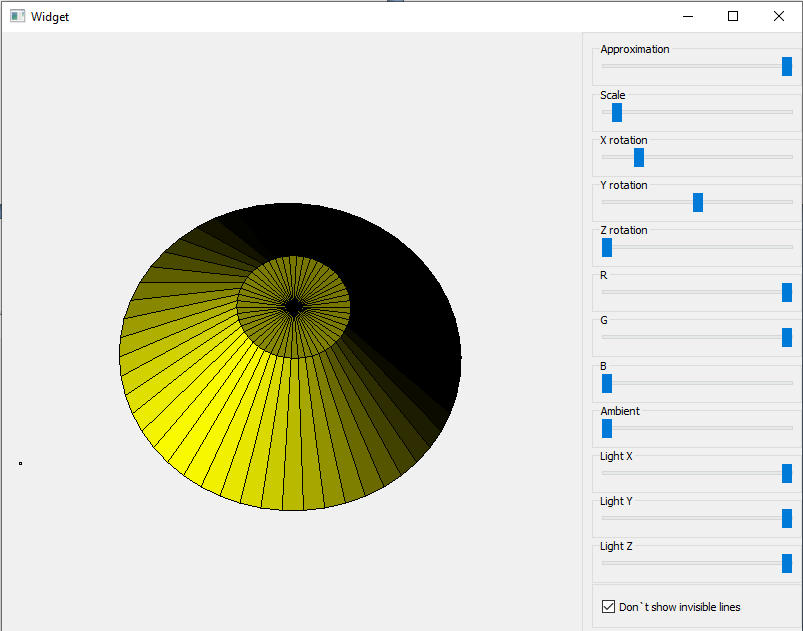 Widget
Approximation
Scale
X rotation
Y rotation
Z rotation
R
G
B
Ambient
Light X
Light Y
Light Z
Don`t show invisible lines